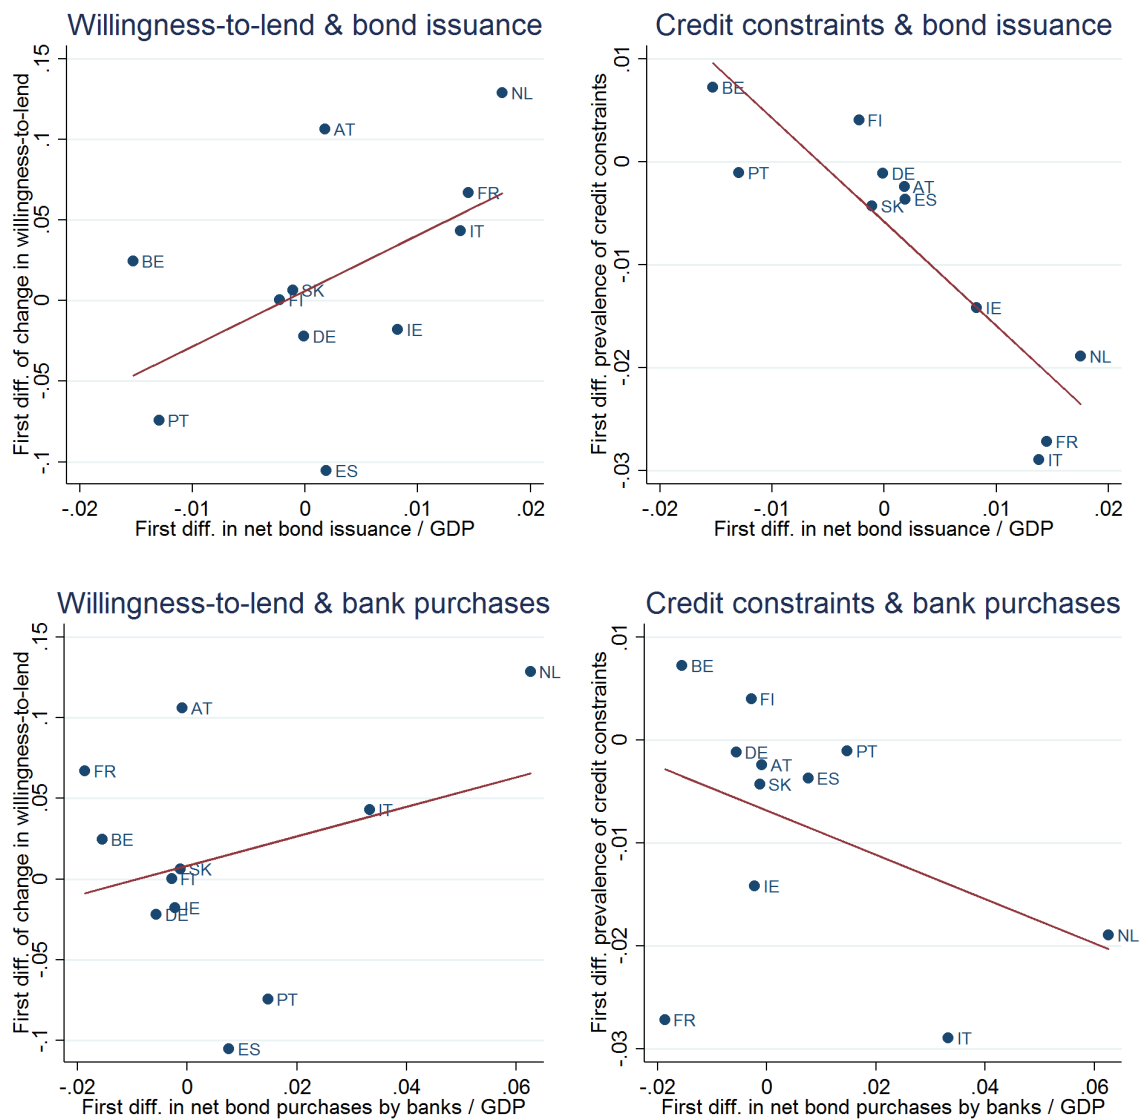 Willingness-to-lend & bond issuance
First diff. of change in willingness-to-lend
.15
.1
.05
0
-.05
-.1
NL
AT
FR
IT
BE
SK
FI
DE
IE
PT
ES
-.02
-.01
0
.01
.02
First diff. in net bond issuance / GDP
Credit constraints & bond issuance
First diff. prevalence of credit constraints
.01
0
-.01
-.02
-.03
BE
FI
PT
DE
AT
ES
SK
IE
NL
FR
IT
-.02
-.01
0
.01
.02
First diff. in net bond issuance / GDP
Willingness-to-lend & bank purchases
First diff. of change in willingness-to-lend
.15
.1
.05
0
-.05
-.1
NL
AT
FR
IT
BE
SK
FI
IE
DE
PT
ES
-.02
0
.02
.04
.06
First diff. in net bond purchases by banks / GDP
Credit constraints & bank purchases
First diff. prevalence of credit constraints
.01
0
-.01
-.02
-.03
BE
FI
DE
PT
AT
ES
SK
IE
NL
FR
IT
-.02
0
.02
.04
.06
First diff. in net bond purchases by banks / GDP